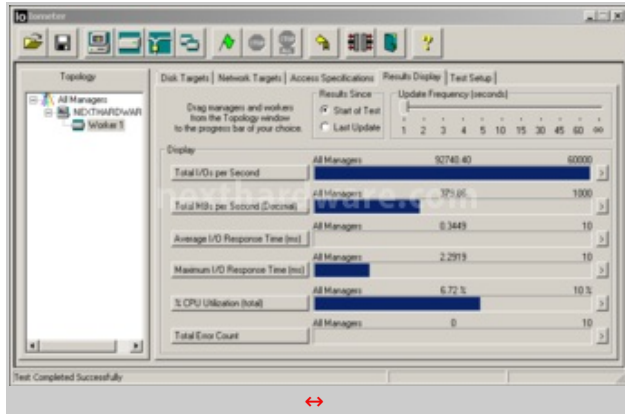 Iometer
Topology
All Managers
NEXTHARDWAR
Worker 1
Disk Targets
Network Targets
Access Specifications
Results Display
Test Setup
Drag managers and workers
from the Topology window
to the progress bar of your choice.
Results Since
Start of Test
Last Update
Update Frequency (seconds)
1 2 3 4 5 10 15 30 45 60 ∞
Display
All Managers 92740.40 60000
Total I/Os per Second
nexthardware.com
All Managers 379.86 1000
Total MBs per Second (Decimal)
All Managers 0.3449 10
Average I/O Response Time (ms)
All Managers 2.2919 10
Maximum I/O Response Time (ms)
All Managers 6.72 % 10 %
% CPU Utilization (total)
All Managers 0 10
Total Error Count
Test Completed Successfully